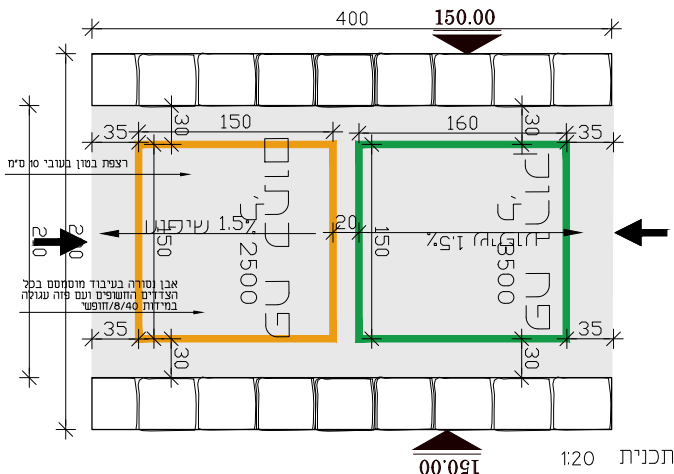 400
150.00
150
160
30
30
35
35
רצפת בטון בעובי 10 ס"מ
פח כתום
2500 ל'
פח ירוק
3500 ל'
שיפוע 1.5%
20
שיפוע 1.5%
150
150
אבן נסורה בעיבוד מוסמסם בכל
הצדדים החשופים ועם פזה עגולה
במידות 8/40/חופשי
35
35
30
30
150.00
תכנית 1:20